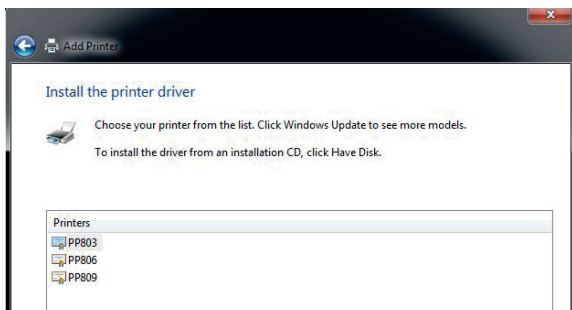 Add Printer
Install the printer driver
Choose your printer from the list. Click Windows Update to see more models.
To install the driver from an installation CD, click Have Disk.
Printers
PP803
PP806
PP809